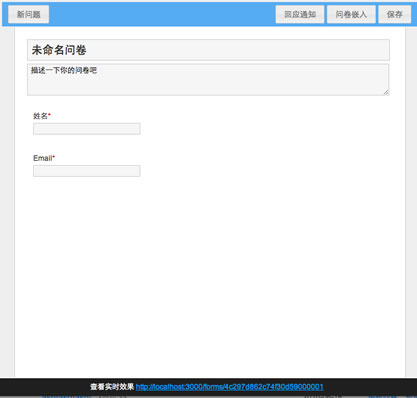 新问题 回应通知 问卷嵌入 保存
未命名问卷
描述一下你的问卷吧
姓名*
Email*
查看实时效果 http://localhost:3000/forms/4c297d862c74f30d59000001